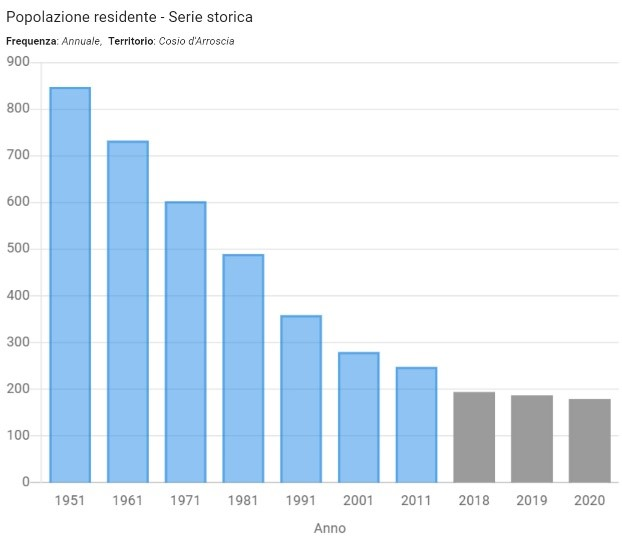 Popolazione residente - Serie storica
Frequenza: Annuale, Territorio: Cosio d'Arroscia
900
800
700
600
500
400
300
200
100
0
1951 1961 1971 1981 1991 2001 2011 2018 2019 2020
Anno